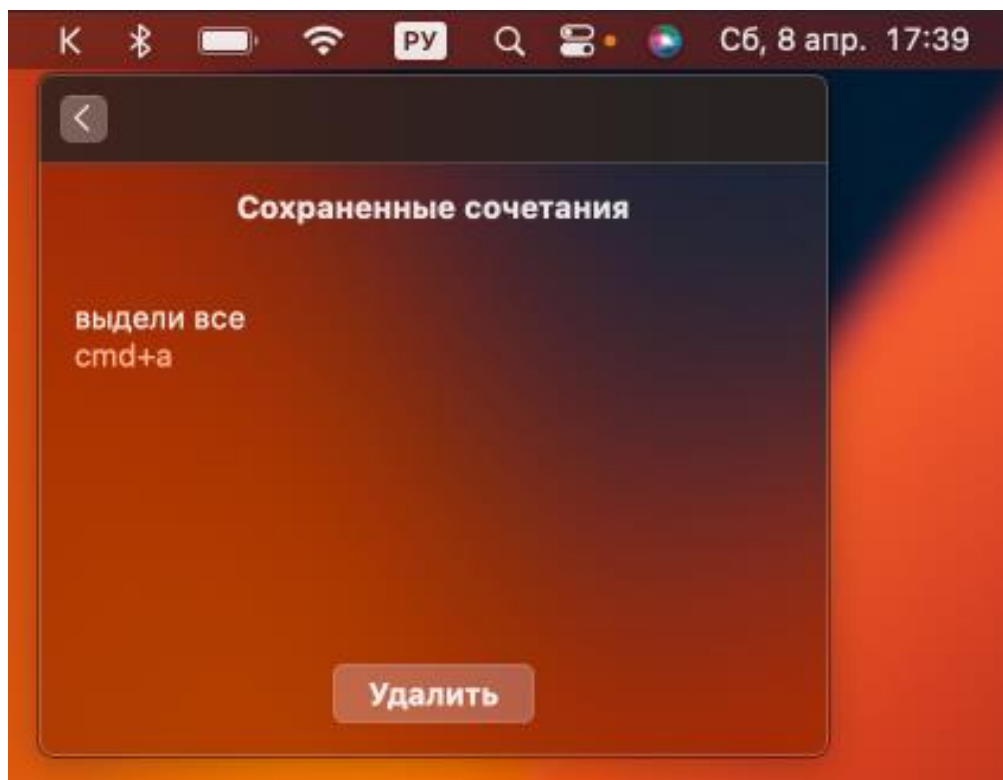 K РУ Сб, 8 апр. 17:39
Сохраненные сочетания
выдели все
cmd+a
Удалить